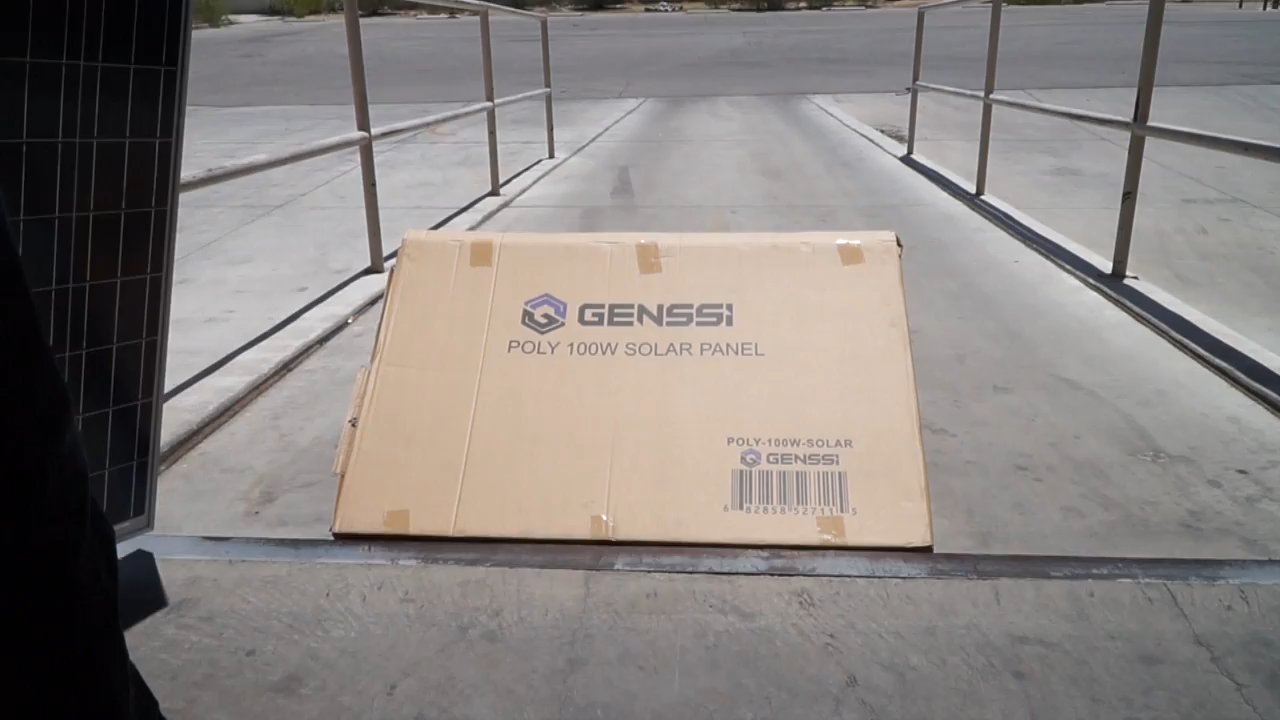 GENSSI
POLY 100W SOLAR PANEL
POLY-100W-SOLAR
GENSSI
6 82858 52711 5